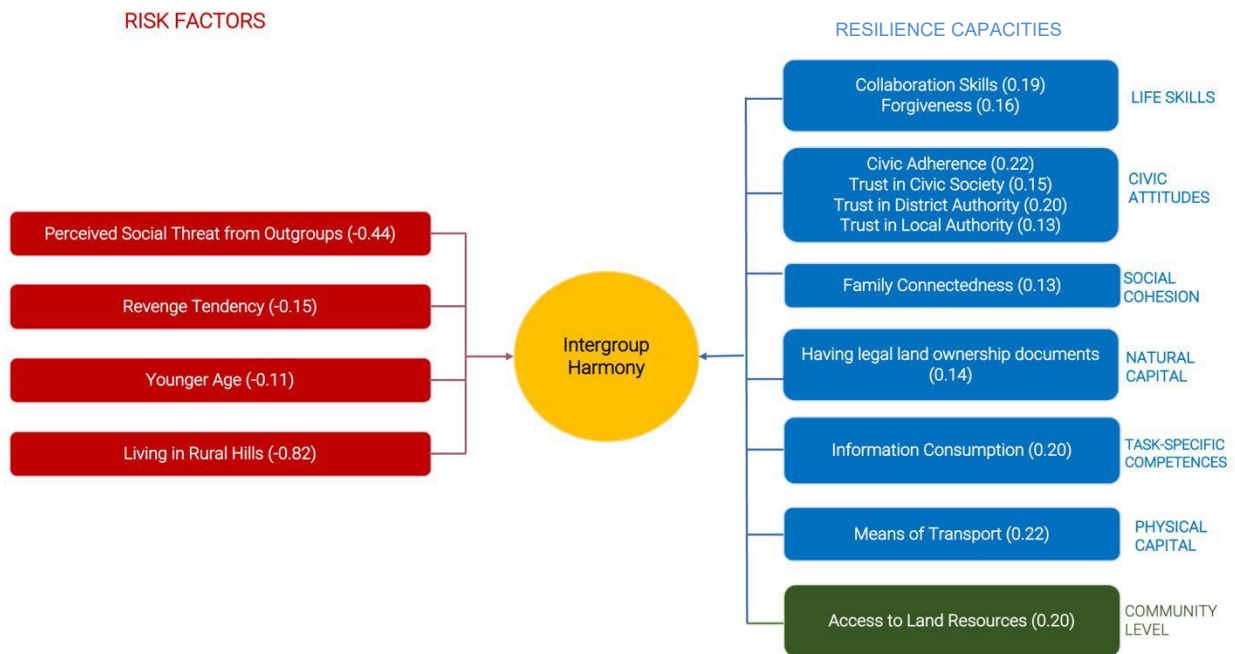 RISK FACTORS
Perceived Social Threat from Outgroups (-0.44)
Revenge Tendency (-0.15)
Younger Age (-0.11)
Living in Rural Hills (-0.82)
Intergroup
Harmony
RESILIENCE CAPACITIES
Collaboration Skills (0.19)
Forgiveness (0.16)
LIFE SKILLS
Civic Adherence (0.22)
Trust in Civic Society (0.15)
Trust in District Authority (0.20)
Trust in Local Authority (0.13)
CIVIC
ATTITUDES
Family Connectedness (0.13)
SOCIAL
COHESION
Having legal land ownership documents
(0.14)
NATURAL
CAPITAL
Information Consumption (0.20)
TASK-SPECIFIC
COMPETENCES
Means of Transport (0.22)
PHYSICAL
CAPITAL
Access to Land Resources (0.20)
COMMUNITY
LEVEL